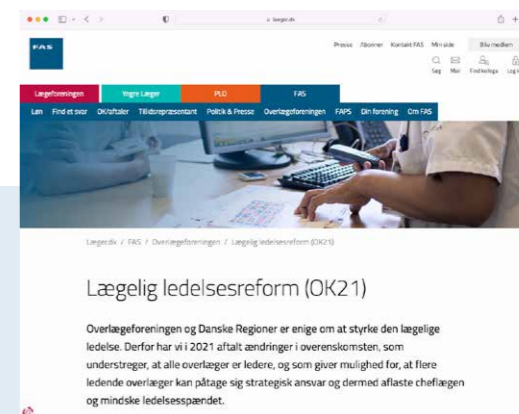 laeger.dk
FAS
Presse Abonner Kontakt FAS Min side Bliv medlem
Søg Mail Find kollega Log i
Lægeforeningen Yngre Læger PLO FAS
Løn Find et svar OK/aftaler Tillidsrepræsentant Politik & Presse Overlægeforeningen FAPS Din forening Om FAS
Læger.dk / FAS / Overlægeforeningen / Lægelig ledelsesreform (OK21)
Lægelig ledelsesreform (OK21)
Overlægeforeningen og Danske Regioner er enige om at styrke den lægelige
ledelse. Derfor har vi i 2021 aftalt ændringer i overenskomsten, som
understreger, at alle overlæger er ledere, og som giver mulighed for, at flere
ledende overlæger kan påtage sig strategisk ansvar og dermed aflaste cheflægen
og mindske ledelsesspændet.